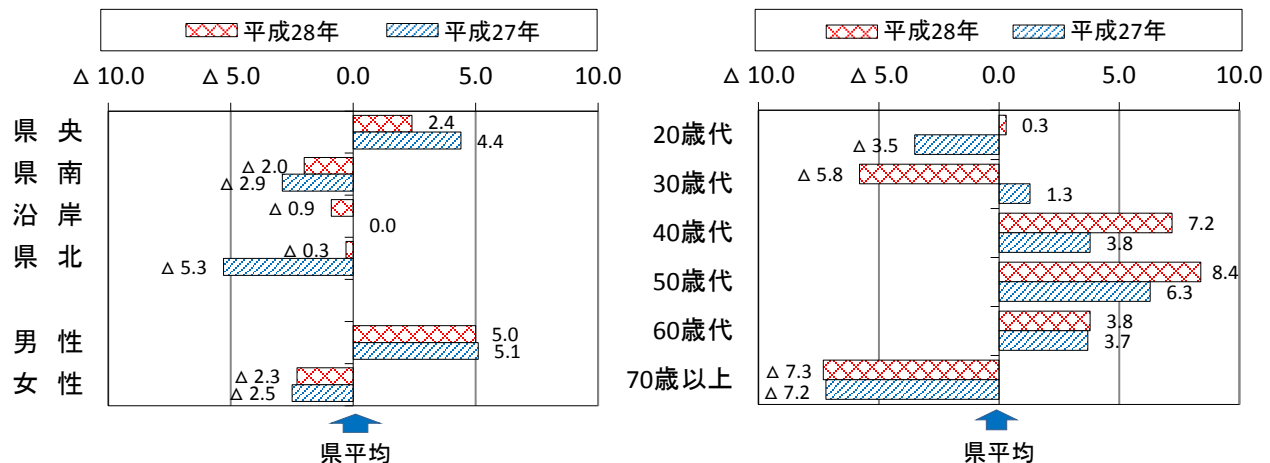 平成28年 平成27年
△ 10.0 △ 5.0 0.0 5.0 10.0
県央 2.4
4.4
県南 △ 2.0
△ 2.9
沿岸 △ 0.9
0.0
県北 △ 0.3
△ 5.3
男性 5.0
5.1
女性 △ 2.3
△ 2.5
県平均
平成28年 平成27年
△ 10.0 △ 5.0 0.0 5.0 10.0
20歳代 0.3
△ 3.5
30歳代 △ 5.8
1.3
40歳代 7.2
3.8
50歳代 8.4
6.3
60歳代 3.8
3.7
70歳以上 △ 7.3
△ 7.2
県平均